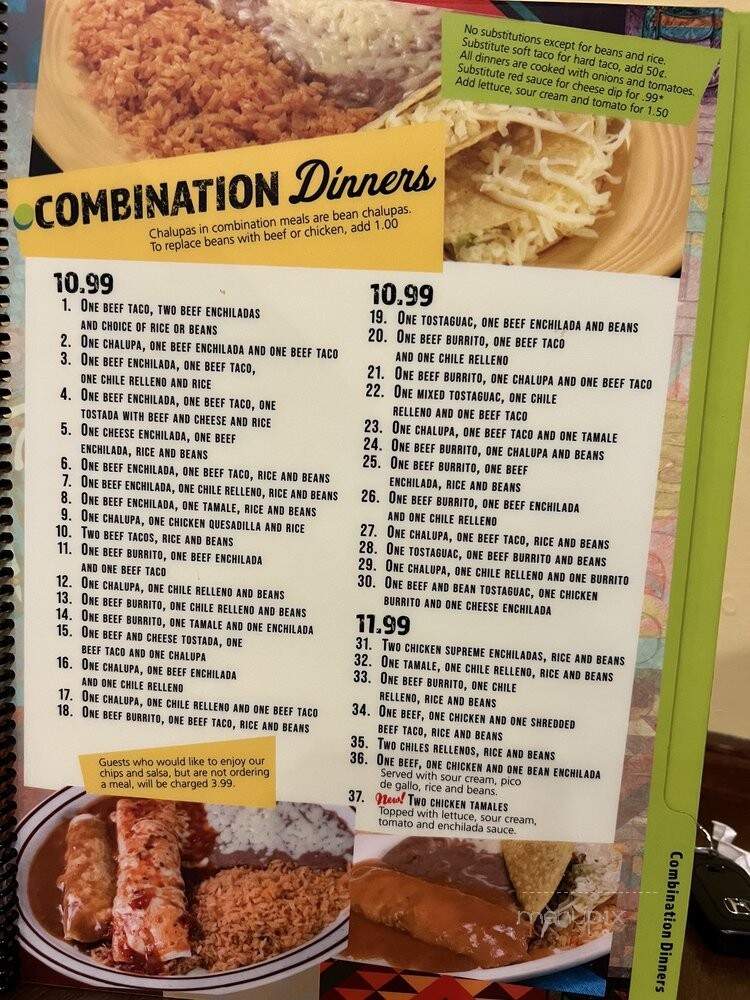 No substitutions except for beans and rice.
Substitute soft taco for hard taco, add 50¢.
All dinners are cooked with onions and tomatoes.
Substitute red sauce for cheese dip for .99*
Add lettuce, sour cream and tomato for 1.50
COMBINATION Dinners
Chalupas in combination meals are bean chalupas.
To replace beans with beef or chicken, add 1.00
10.99
1. One beef taco, two beef enchiladas
and choice of rice or beans
2. One chalupa, one beef enchilada and one beef taco
3. One beef enchilada, one beef taco,
one chile relleno and rice
4. One beef enchilada, one beef taco, one
tostada with beef and cheese and rice
5. One cheese enchilada, one beef
enchilada, rice and beans
6. One beef enchilada, one beef taco, rice and beans
7. One beef enchilada, one chile relleno, rice and beans
8. One beef enchilada, one tamale, rice and beans
9. One chalupa, one chicken quesadilla and rice
10. Two beef tacos, rice and beans
11. One beef burrito, one beef enchilada
and one beef taco
12. One chalupa, one chile relleno and beans
13. One beef burrito, one chile relleno and beans
14. One beef burrito, one tamale and one enchilada
15. One beef and cheese tostada, one
beef taco and one chalupa
16. One chalupa, one beef enchilada
and one chile relleno
17. One chalupa, one chile relleno and one beef taco
18. One beef burrito, one beef taco, rice and beans
Guests who would like to enjoy our
chips and salsa, but are not ordering
a meal, will be charged 3.99.
10.99
19. One tostaguac, one beef enchilada and beans
20. One beef burrito, one beef taco
and one chile relleno
21. One beef burrito, one chalupa and one beef taco
22. One mixed tostaguac, one chile
relleno and one beef taco
23. One chalupa, one beef taco and one tamale
24. One beef burrito, one chalupa and beans
25. One beef burrito, one beef
enchilada, rice and beans
26. One beef burrito, one beef enchilada
and one chile relleno
27. One chalupa, one beef taco, rice and beans
28. One tostaguac, one beef burrito and beans
29. One chalupa, one chile relleno and one burrito
30. One beef and bean tostaguac, one chicken
burrito and one cheese enchilada
11.99
31. Two chicken supreme enchiladas, rice and beans
32. One tamale, one chile relleno, rice and beans
33. One beef burrito, one chile
relleno, rice and beans
34. One beef, one chicken and one shredded
beef taco, rice and beans
35. Two chiles rellenos, rice and beans
36. One beef, one chicken and one bean enchilada
Served with sour cream, pico
de gallo, rice and beans.
37. New! Two chicken tamales
Topped with lettuce, sour cream,
tomato and enchilada sauce.
Combination Dinners
menupix